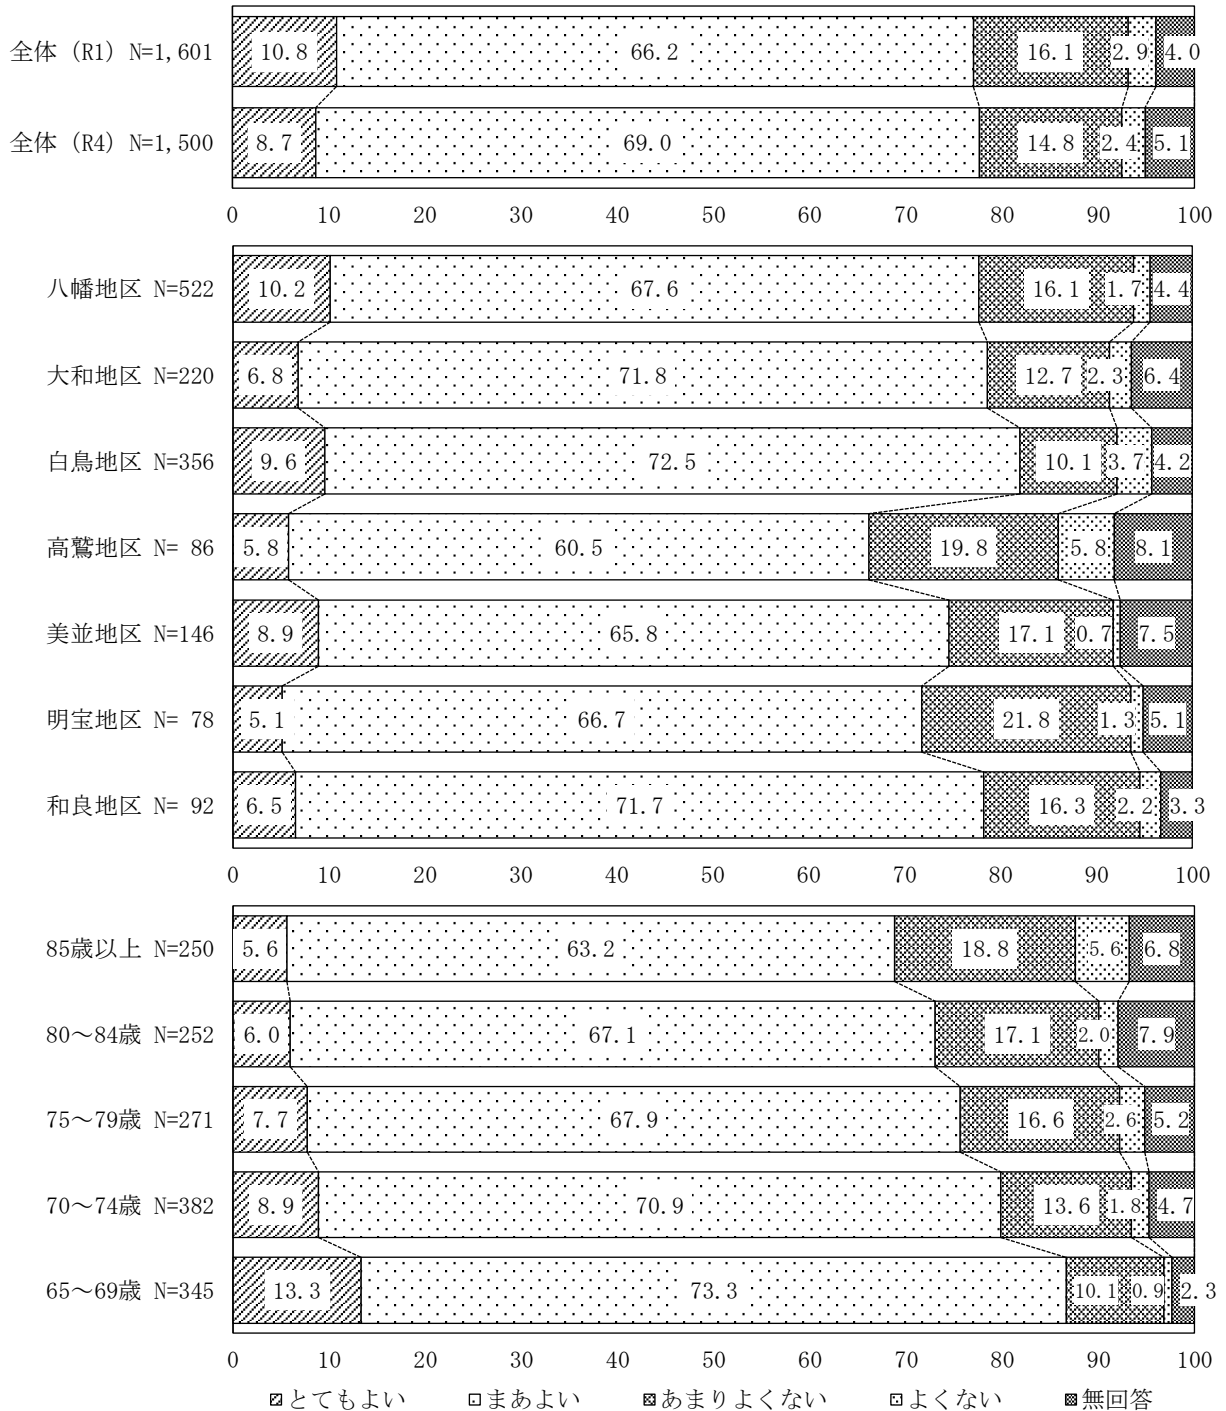 全体（R1）N=1,601 10.8 66.2 16.1 2.9 4.0
全体（R4）N=1,500 8.7 69.0 14.8 2.4 5.1
0 10 20 30 40 50 60 70 80 90 100
八幡地区 N=522 10.2 67.6 16.1 1.7 4.4
大和地区 N=220 6.8 71.8 12.7 2.3 6.4
白鳥地区 N=356 9.6 72.5 10.1 3.7 4.2
高鷲地区 N= 86 5.8 60.5 19.8 5.8 8.1
美並地区 N=146 8.9 65.8 17.1 0.7 7.5
明宝地区 N= 78 5.1 66.7 21.8 1.3 5.1
和良地区 N= 92 6.5 71.7 16.3 2.2 3.3
0 10 20 30 40 50 60 70 80 90 100
85歳以上 N=250 5.6 63.2 18.8 5.6 6.8
80～84歳 N=252 6.0 67.1 17.1 2.0 7.9
75～79歳 N=271 7.7 67.9 16.6 2.6 5.2
70～74歳 N=382 8.9 70.9 13.6 1.8 4.7
65～69歳 N=345 13.3 73.3 10.1 0.9 2.3
0 10 20 30 40 50 60 70 80 90 100
とてもよい まあよい あまりよくない よくない 無回答